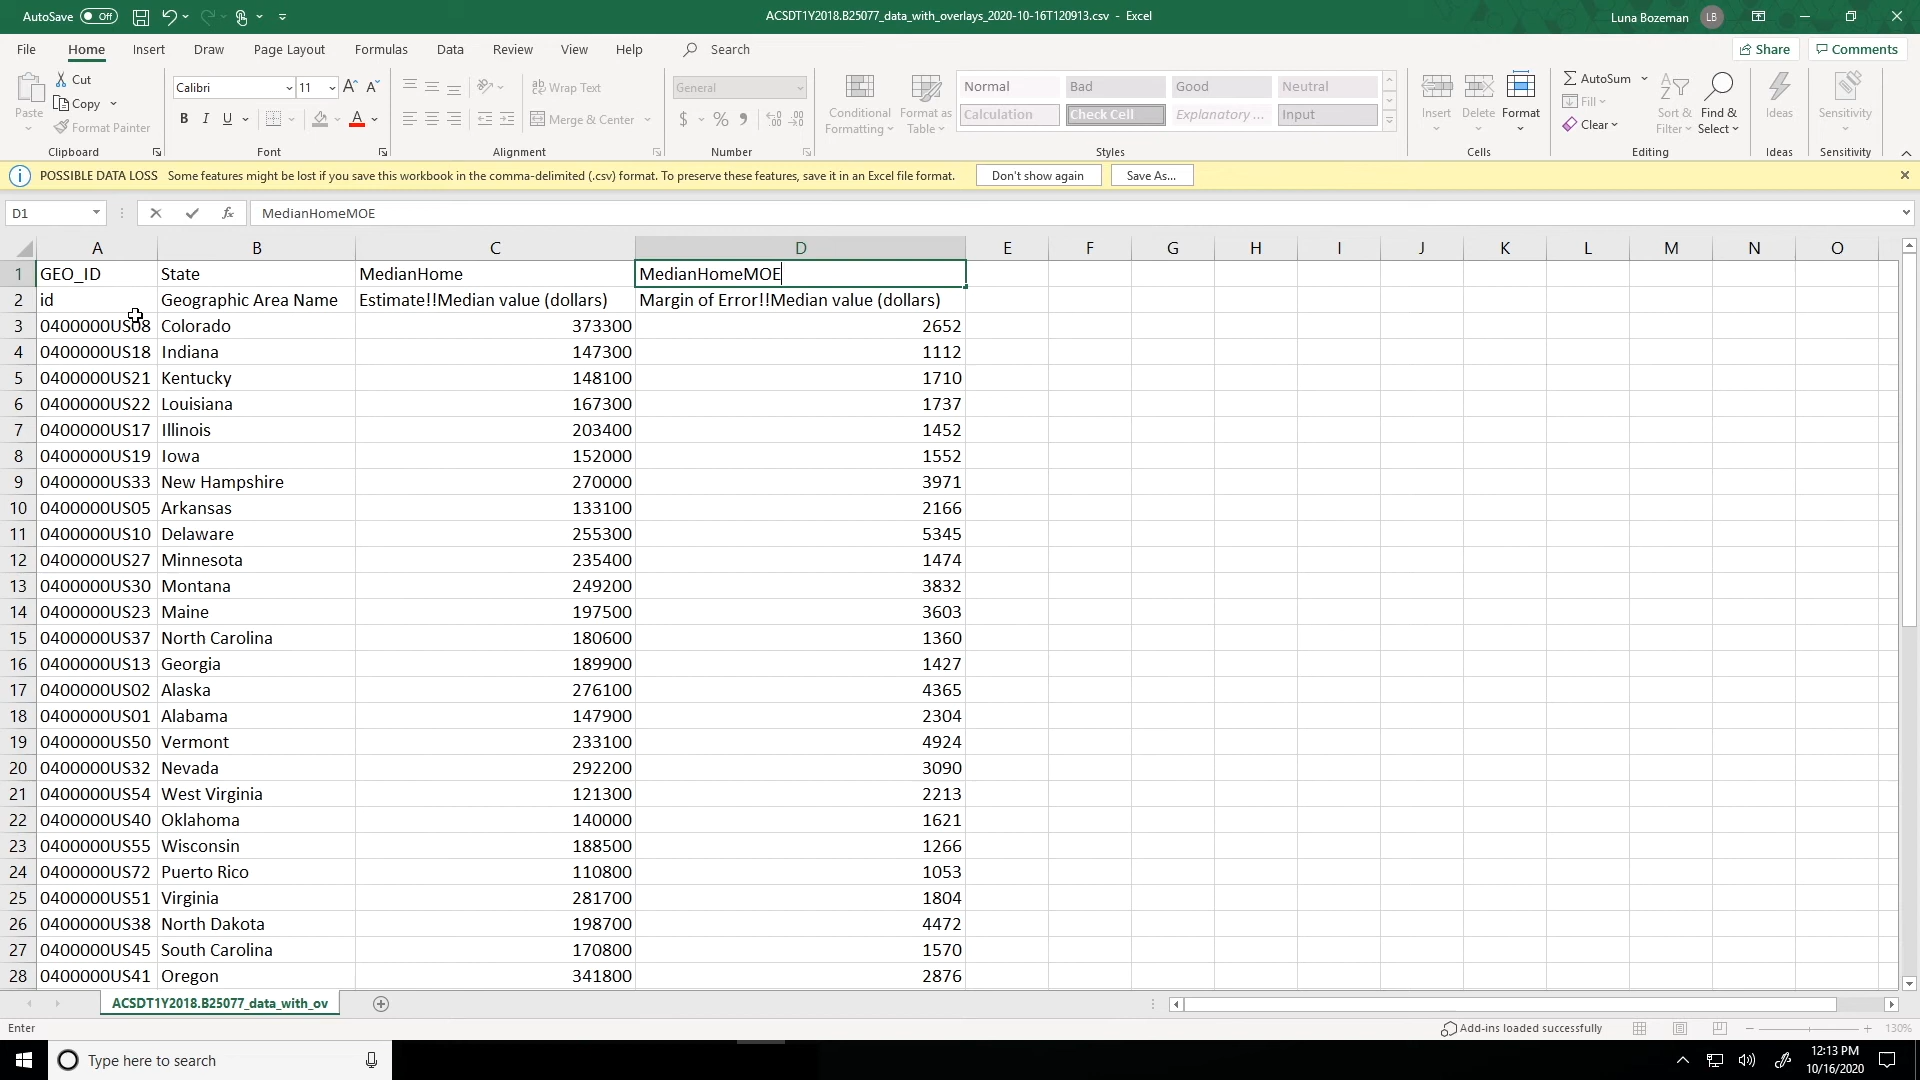 AutoSave Off
ACSDT1Y2018.B25077_data_with_overlays_2020-10-16T120913.csv - Excel
Luna Bozeman LB
File Home Insert Draw Page Layout Formulas Data Review View Help Search
Share Comments
Paste
Cut
Copy
Format Painter
Clipboard
Calibri 11
B I U
Font
Wrap Text
Merge & Center
Alignment
General
$ % ,
Number
Conditional Formatting
Format as Table
Normal Bad Good Neutral
Calculation Check Cell Explanatory ... Input
Styles
Insert Delete Format
Cells
AutoSum
Fill
Clear
Sort & Filter
Find & Select
Editing
Ideas
Ideas
Sensitivity
Sensitivity
POSSIBLE DATA LOSS Some features might be lost if you save this workbook in the comma-delimited (.csv) format. To preserve these features, save it in an Excel file format. Don't show again Save As...
D1 fx MedianHomeMOE
A B C D E F G H I J K L M N O
1 GEO_ID State MedianHome MedianHomeMOE
2 id Geographic Area Name Estimate!!Median value (dollars) Margin of Error!!Median value (dollars)
3 0400000US08 Colorado 373300 2652
4 0400000US18 Indiana 147300 1112
5 0400000US21 Kentucky 148100 1710
6 0400000US22 Louisiana 167300 1737
7 0400000US17 Illinois 203400 1452
8 0400000US19 Iowa 152000 1552
9 0400000US33 New Hampshire 270000 3971
10 0400000US05 Arkansas 133100 2166
11 0400000US10 Delaware 255300 5345
12 0400000US27 Minnesota 235400 1474
13 0400000US30 Montana 249200 3832
14 0400000US23 Maine 197500 3603
15 0400000US37 North Carolina 180600 1360
16 0400000US13 Georgia 189900 1427
17 0400000US02 Alaska 276100 4365
18 0400000US01 Alabama 147900 2304
19 0400000US50 Vermont 233100 4924
20 0400000US32 Nevada 292200 3090
21 0400000US54 West Virginia 121300 2213
22 0400000US40 Oklahoma 140000 1621
23 0400000US55 Wisconsin 188500 1266
24 0400000US72 Puerto Rico 110800 1053
25 0400000US51 Virginia 281700 1804
26 0400000US38 North Dakota 198700 4472
27 0400000US45 South Carolina 170800 1570
28 0400000US41 Oregon 341800 2876
ACSDT1Y2018.B25077_data_with_ov
Enter
Add-ins loaded successfully
130%
Type here to search
12:13 PM
10/16/2020